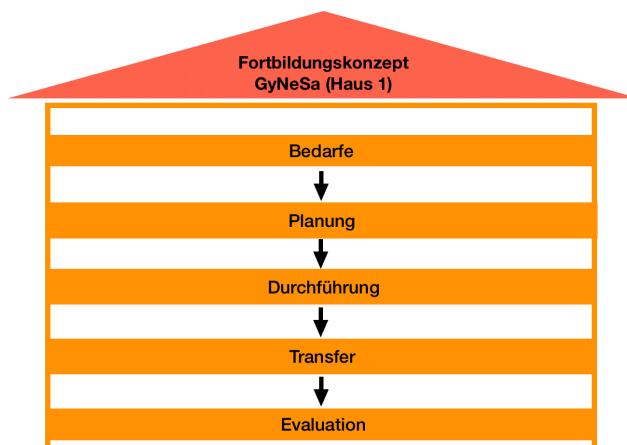 Fortbildungskonzept
GyNeSa (Haus 1)
Bedarfe
Planung
Durchführung
Transfer
Evaluation